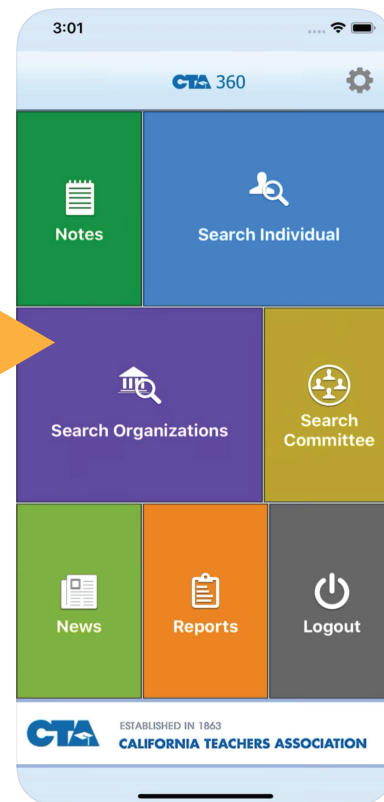 3:01
CTA 360
Notes
Search Individual
Search Organizations
Search
Committee
News
Reports
Logout
CTA
ESTABLISHED IN 1863
CALIFORNIA TEACHERS ASSOCIATION